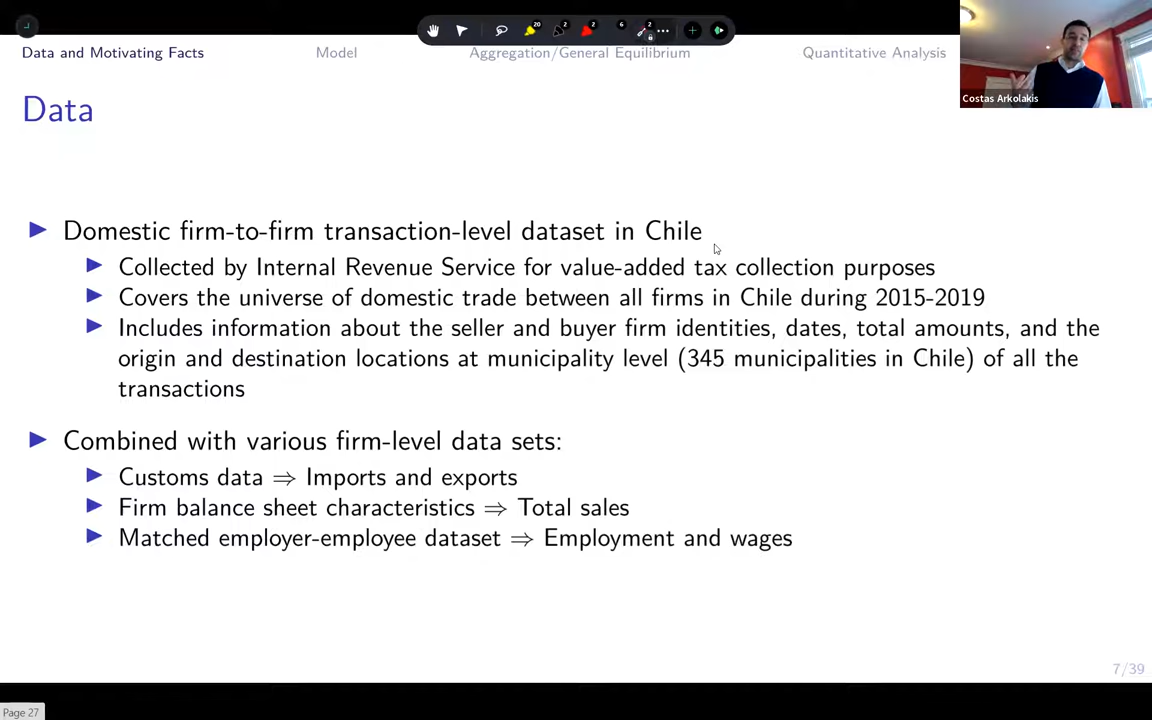 20 2 2 6 2
Data and Motivating Facts Model Aggregation/General Equilibrium Quantitative Analysis
Costas Arkolakis
Data
Domestic firm-to-firm transaction-level dataset in Chile
Collected by Internal Revenue Service for value-added tax collection purposes
Covers the universe of domestic trade between all firms in Chile during 2015-2019
Includes information about the seller and buyer firm identities, dates, total amounts, and the
origin and destination locations at municipality level (345 municipalities in Chile) of all the
transactions
Combined with various firm-level data sets:
Customs data ⇒ Imports and exports
Firm balance sheet characteristics ⇒ Total sales
Matched employer-employee dataset ⇒ Employment and wages
7/39
Page 27